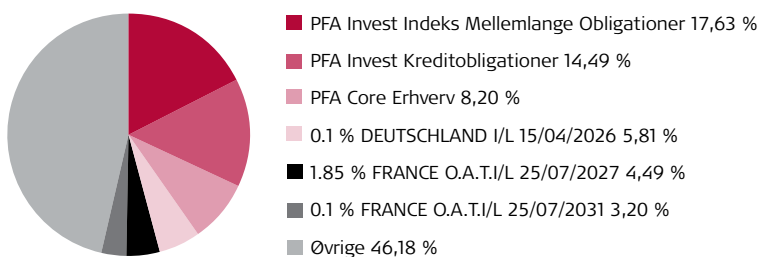 PFA Invest Indeks Mellemlange Obligationer 17,63 %
PFA Invest Kreditobligationer 14,49 %
PFA Core Erhverv 8,20 %
0.1 % DEUTSCHLAND I/L 15/04/2026 5,81 %
1.85 % FRANCE O.A.T.I/L 25/07/2027 4,49 %
0.1 % FRANCE O.A.T.I/L 25/07/2031 3,20 %
Øvrige 46,18 %